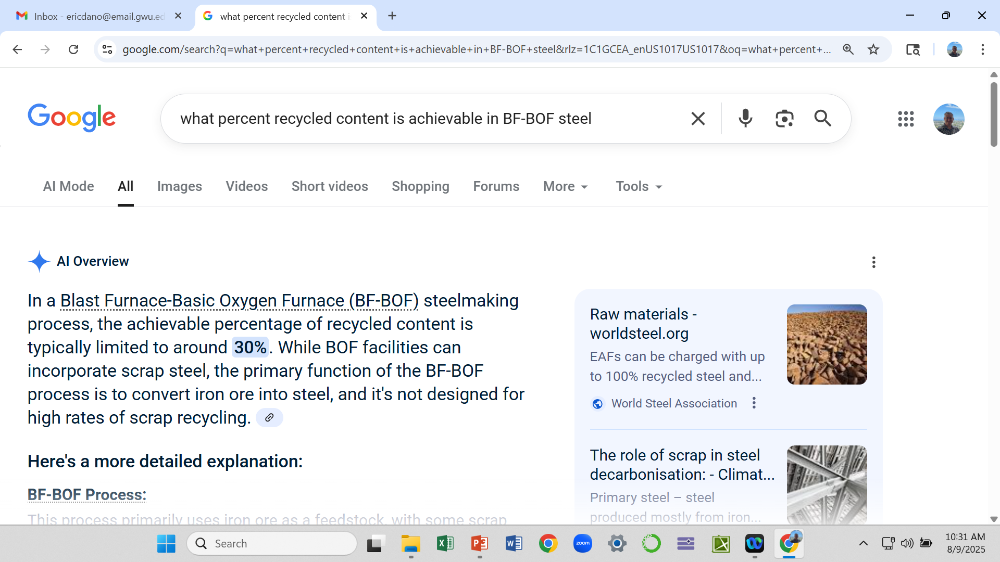 Inbox - ericdano@email.gwu.ed
what percent recycled content i
google.com/search?q=what+percent+recycled+content+is+achievable+in+BF-BOF+steel&rlz=1C1GCEA_enUS1017US1017&oq=what+percent+...
Google
what percent recycled content is achievable in BF-BOF steel
AI Mode All Images Videos Short videos Shopping Forums More Tools
AI Overview
In a Blast Furnace-Basic Oxygen Furnace (BF-BOF) steelmaking
process, the achievable percentage of recycled content is
typically limited to around 30%. While BOF facilities can
incorporate scrap steel, the primary function of the BF-BOF
process is to convert iron ore into steel, and it's not designed for
high rates of scrap recycling.
Here's a more detailed explanation:
BF-BOF Process:
This process primarily uses iron ore as a feedstock, with some scrap
Raw materials -
worldsteel.org
EAFs can be charged with up
to 100% recycled steel and...
World Steel Association
The role of scrap in steel
decarbonisation: - Climat...
Primary steel – steel
produced mostly from iron...
Search
zoom
10:31 AM
8/9/2025